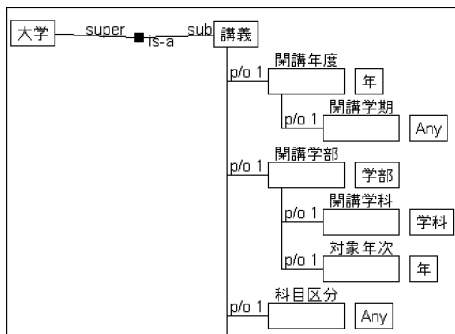 大学 super is-a sub 講義
開講年度
p/o 1 年
開講学期
p/o 1 Any
開講学部
p/o 1 学部
開講学科
p/o 1 学科
対象年次
p/o 1 年
科目区分
p/o 1 Any